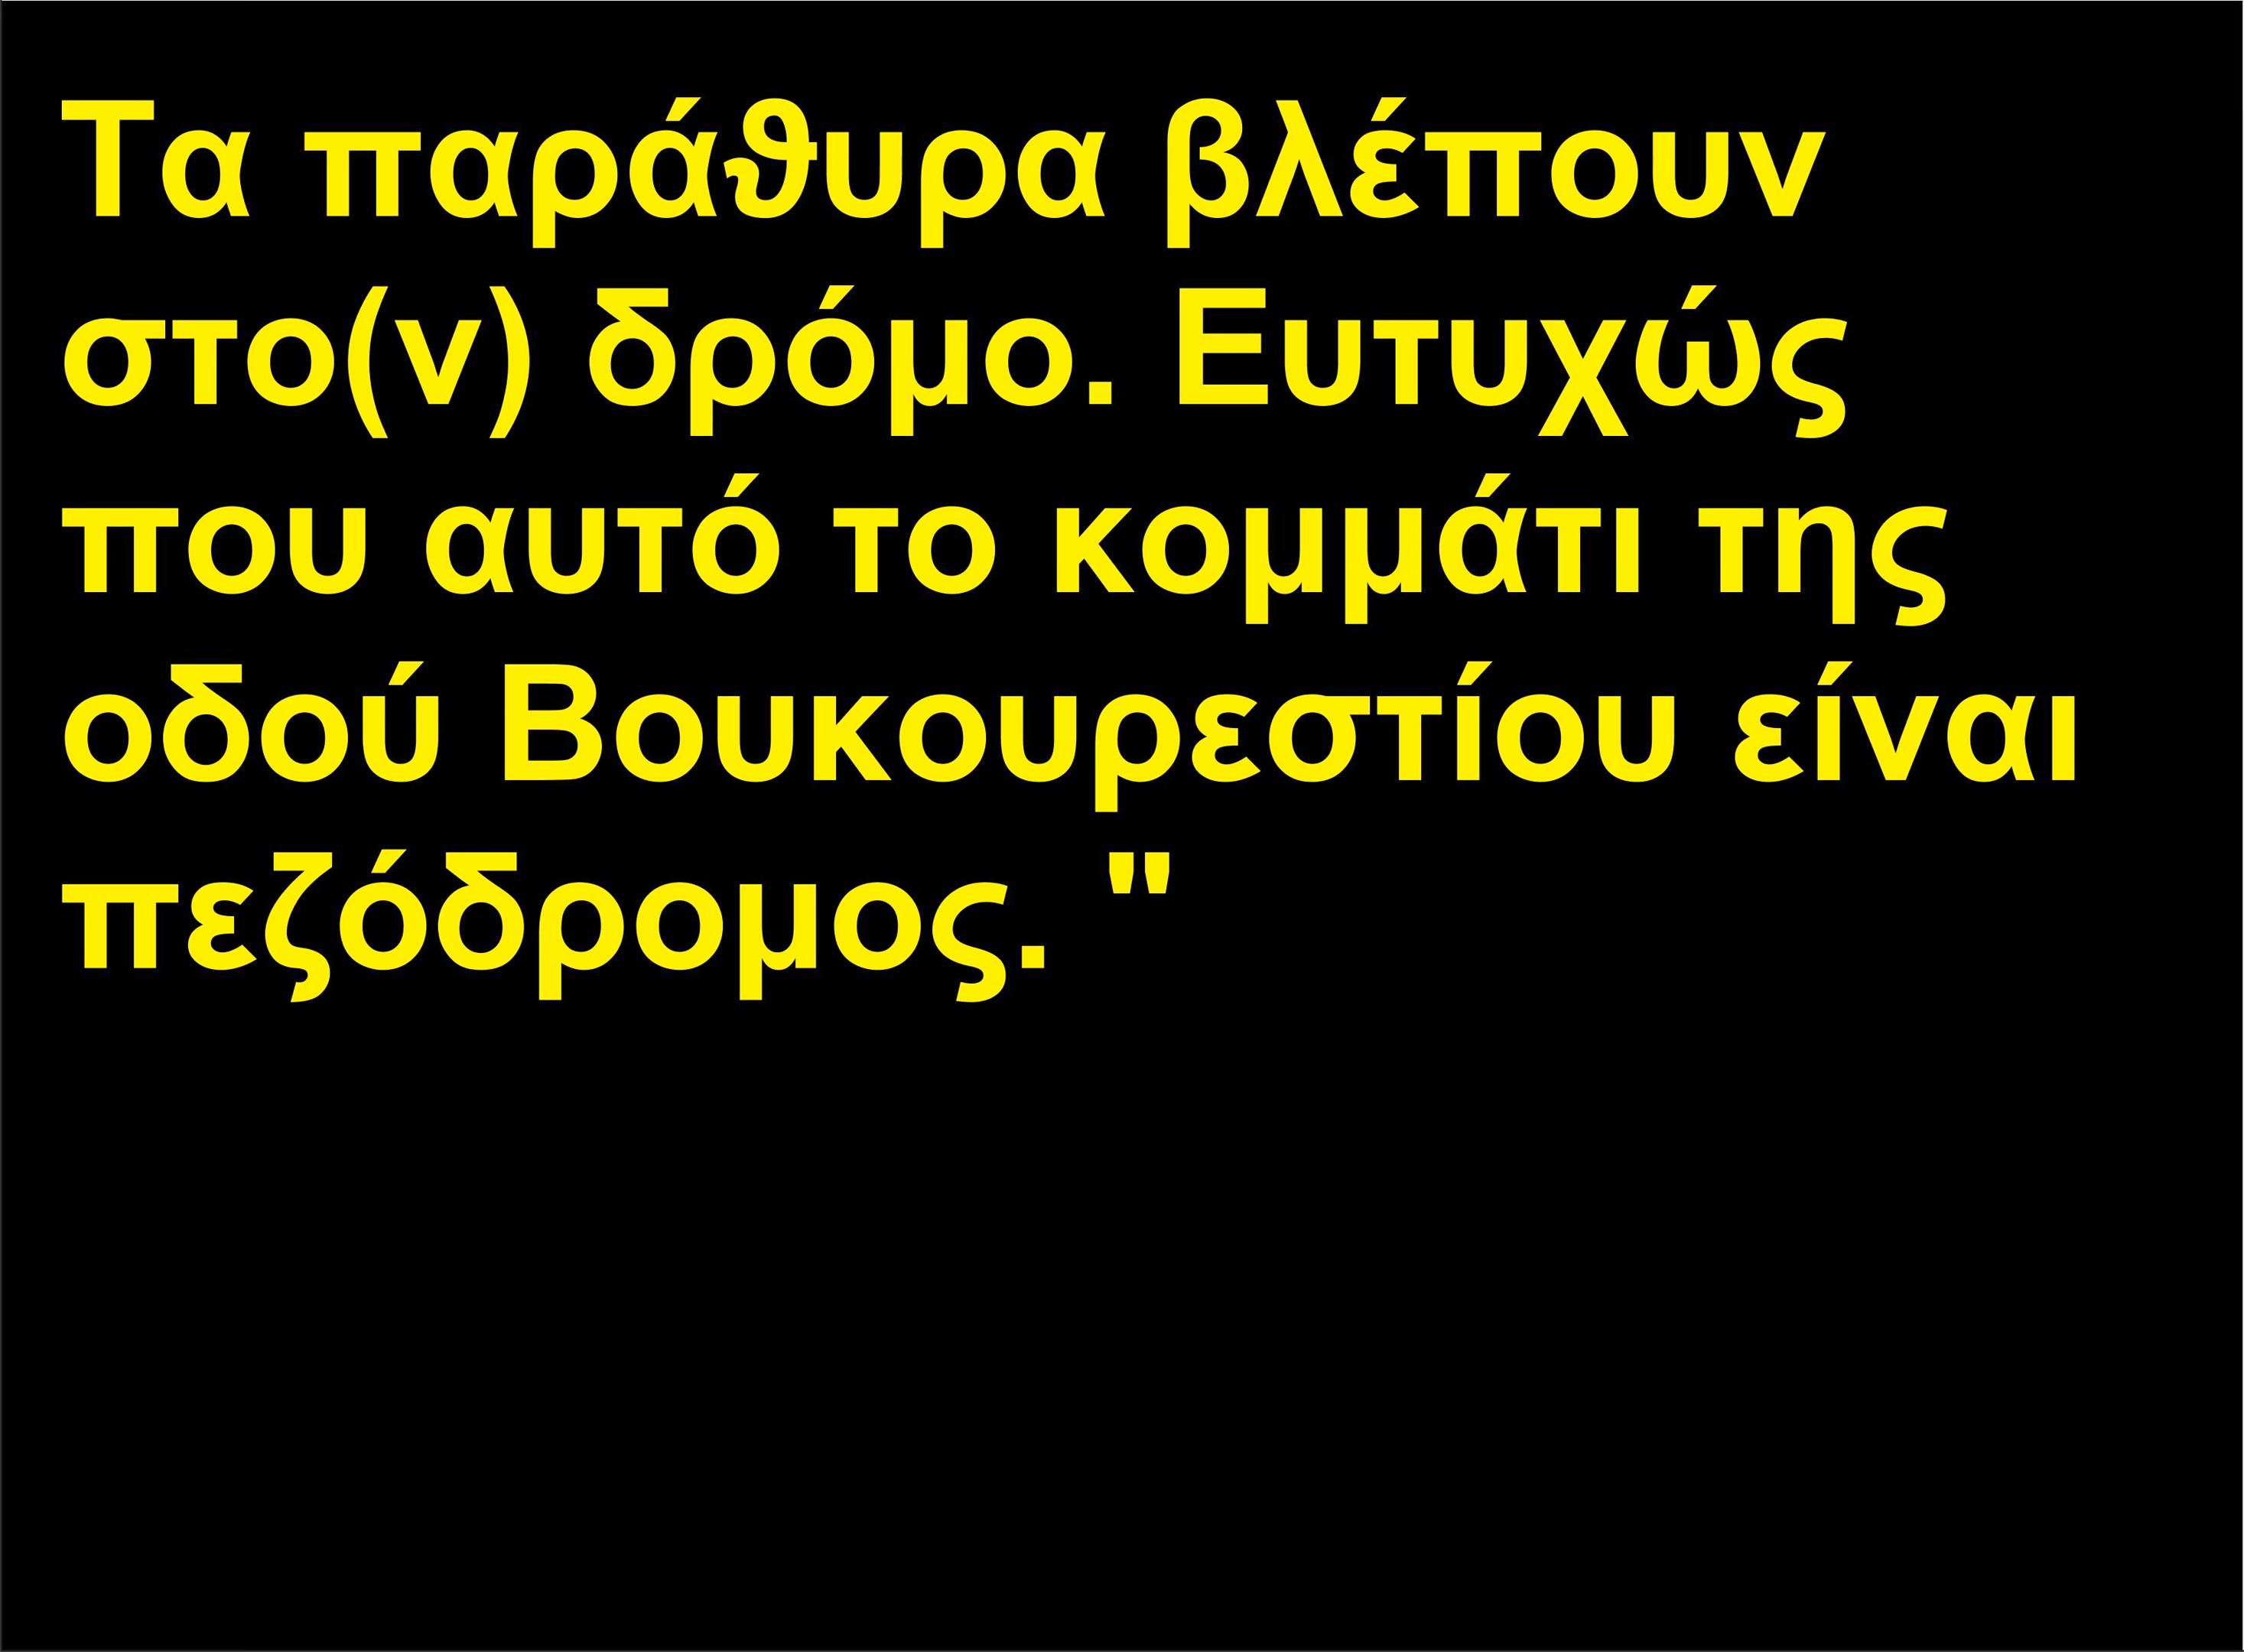 Τα παράϑυρα βλέπουν
στο(ν) δρόμο. Ευτυχώς
που αυτό το κομμάτι της
οδού Βουκουρεστίου είναι
πεζόδρομος. "